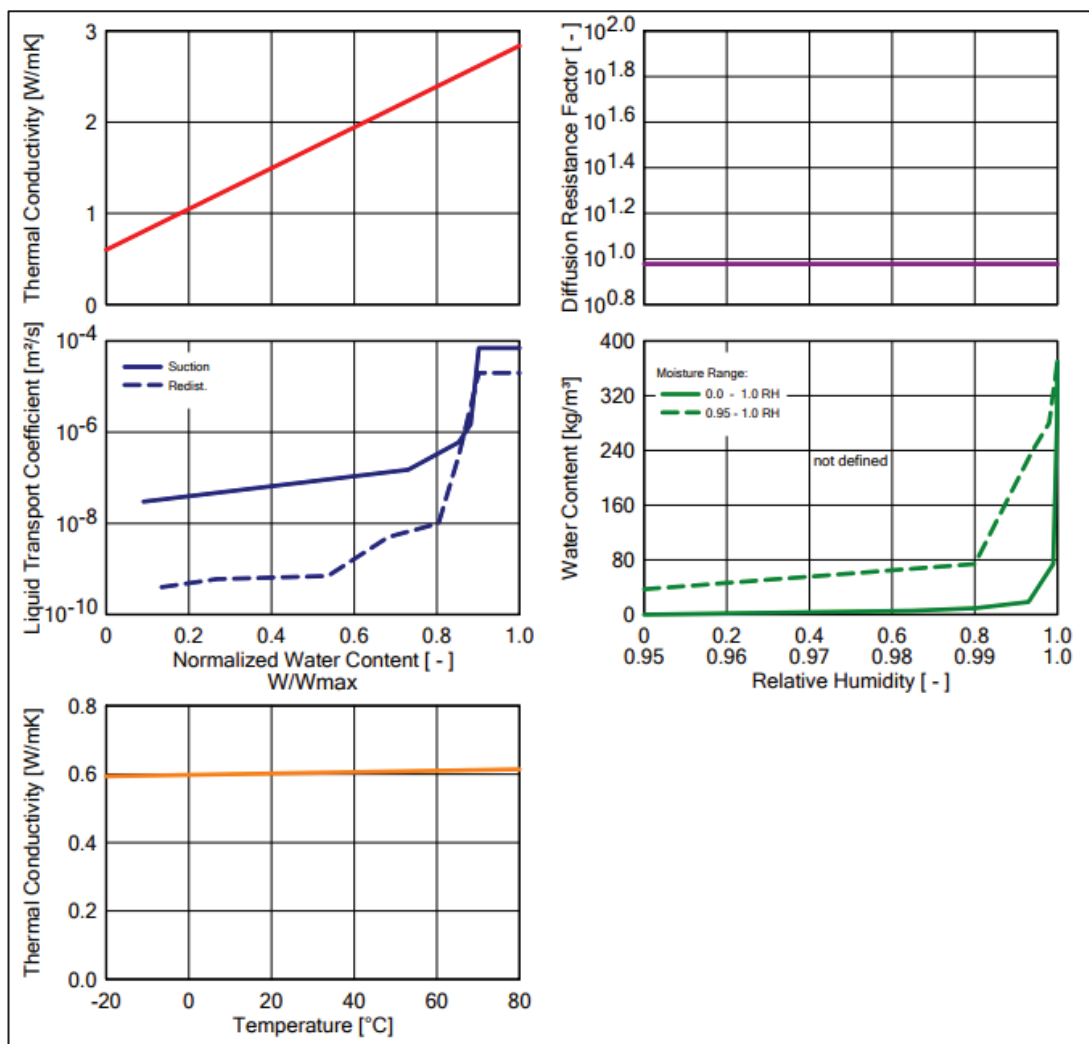 Thermal Conductivity [W/mK]
3
2
1
0
Diffusion Resistance Factor [ - ]
10^2.0
10^1.8
10^1.6
10^1.4
10^1.2
10^1.0
10^0.8
Liquid Transport Coefficient [m²/s]
10^-4
10^-6
10^-8
10^-10
Suction
Redist.
0 0.2 0.4 0.6 0.8 1.0
Normalized Water Content [ - ]
W/Wmax
Water Content [kg/m³]
400
320
240
160
80
0
Moisture Range:
0.0 - 1.0 RH
0.95 - 1.0 RH
not defined
0 0.2 0.4 0.6 0.8 1.0
0.95 0.96 0.97 0.98 0.99 1.0
Relative Humidity [ - ]
Thermal Conductivity [W/mK]
0.8
0.6
0.4
0.2
0.0
-20 0 20 40 60 80
Temperature [°C]